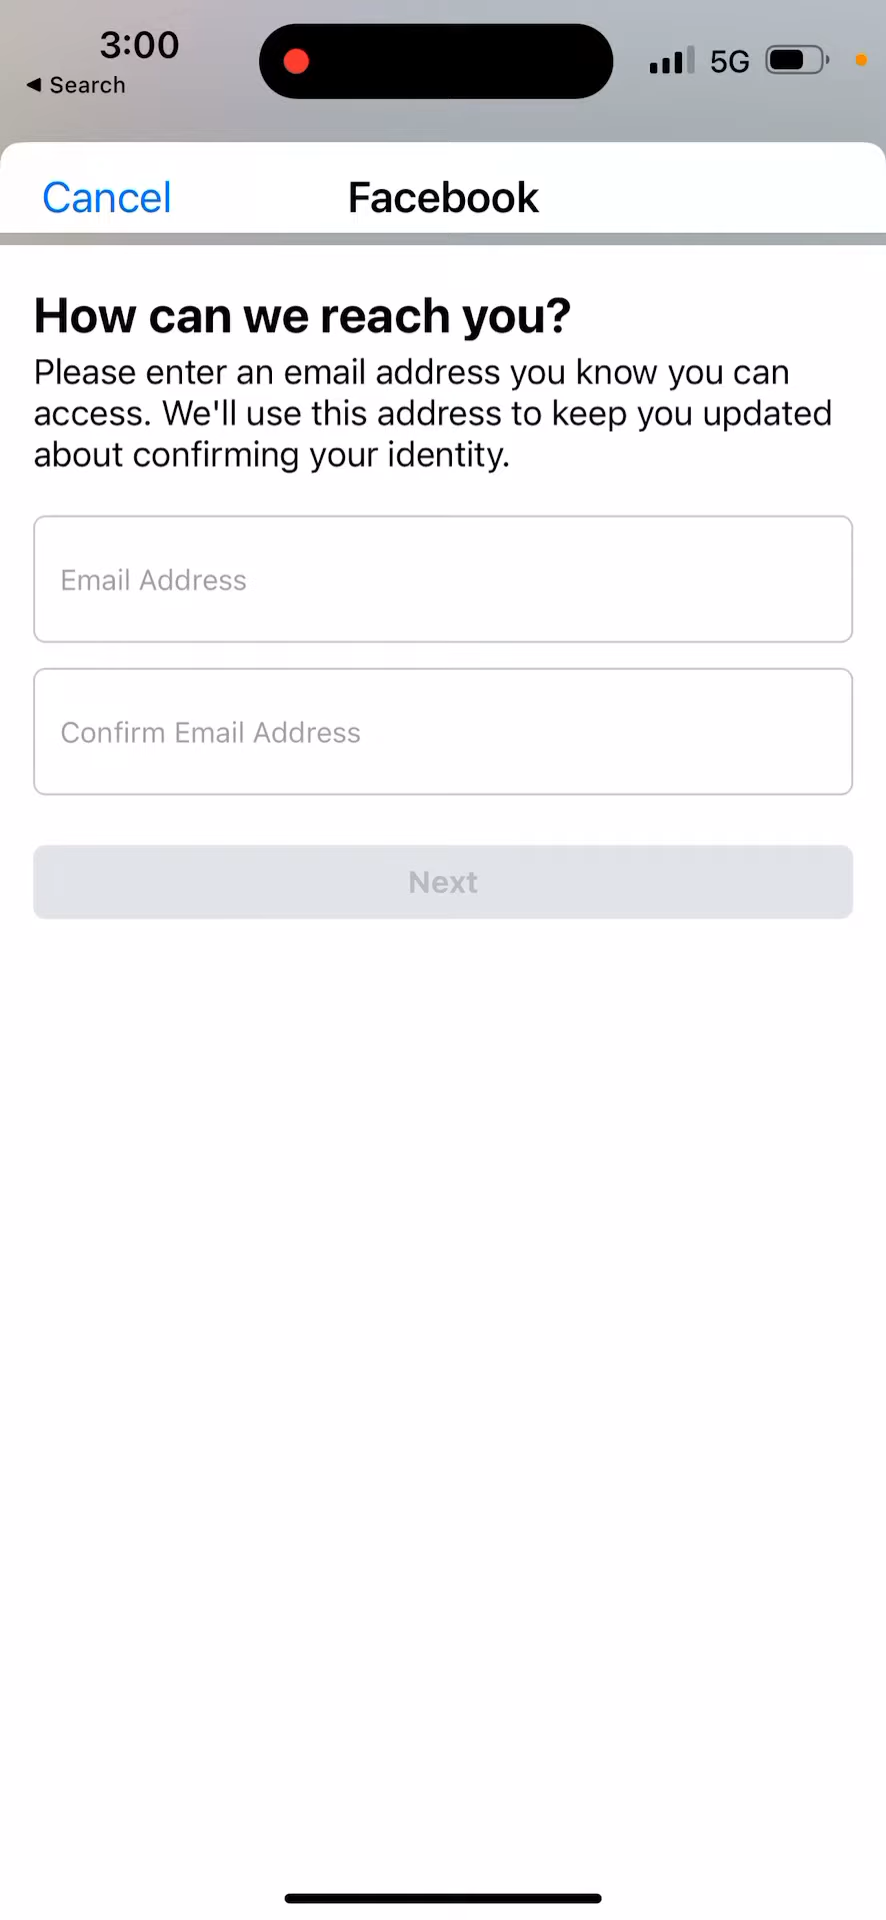 3:00
5G
◀ Search
Cancel
Facebook
How can we reach you?
Please enter an email address you know you can
access. We'll use this address to keep you updated
about confirming your identity.
Email Address
Confirm Email Address
Next